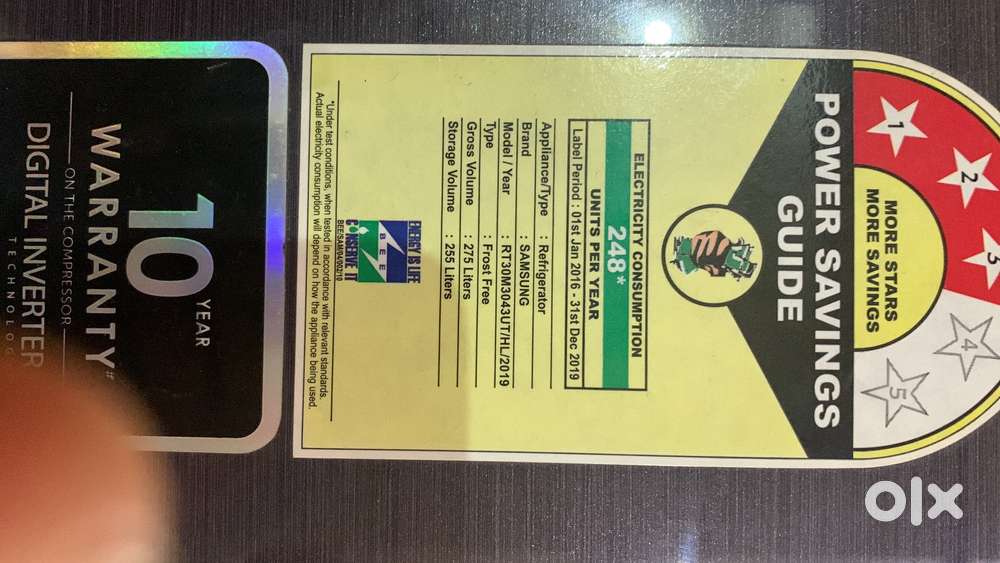 1
2
3
4
5
MORE STARS
MORE SAVINGS
POWER SAVINGS
GUIDE
ELECTRICITY CONSUMPTION
248*
UNITS PER YEAR
Label Period : 01st Jan 2016 - 31st Dec 2019
Appliance/Type : Refrigerator
Brand : SAMSUNG
Model / Year : RT30M3043UT/HL/2019
Type : Frost Free
Gross Volume : 275 Liters
Storage Volume : 255 Liters
ENERGY IS LIFE
BEE
CONSERVE IT
*Under test conditions, when tested in accordance with relevant standards.
Actual electricity consumption will depend on how the appliance being used.
10 YEAR
WARRANTY#
ON THE COMPRESSOR
DIGITAL INVERTER
TECHNOLOG
olx